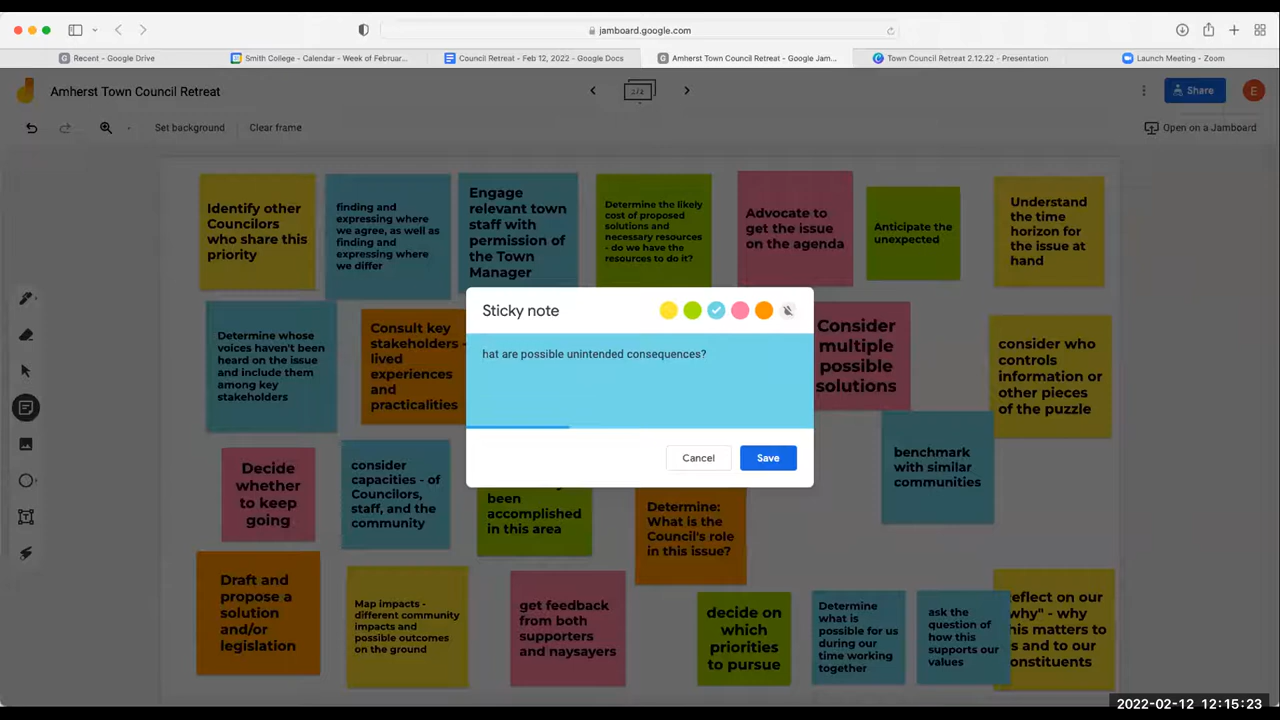 jamboard.google.com
Recent - Google Drive
Smith College - Calendar - Week of Februar...
Council Retreat - Feb 12, 2022 - Google Docs
Amherst Town Council Retreat - Google Jam...
Town Council Retreat 2.12.22 - Presentation
Launch Meeting - Zoom
Amherst Town Council Retreat
2/2
Share
E
Set background
Clear frame
Open on a Jamboard
Identify other
Councilors
who share this
priority
finding and
expressing where
we agree, as well as
finding and
expressing where
we differ
Engage
relevant town
staff with
permission of
the Town
Manager
Determine the likely
cost of proposed
solutions and
necessary resources
- do we have the
resources to do it?
Advocate to
get the issue
on the agenda
Anticipate the
unexpected
Understand
the time
horizon for
the issue at
hand
Determine whose
voices haven't been
heard on the issue
and include them
among key
stakeholders
Consult key
stakeholders -
lived
experiences
and
practicalities
Sticky note
hat are possible unintended consequences?
Cancel
Save
Consider
multiple
possible
solutions
consider who
controls
information or
other pieces
of the puzzle
Decide
whether
to keep
going
consider
capacities - of
Councilors,
staff, and the
community
been
accomplished
in this area
Determine:
What is the
Council's role
in this issue?
benchmark
with similar
communities
Draft and
propose a
solution
and/or
legislation
Map impacts -
different community
impacts and
possible outcomes
on the ground
get feedback
from both
supporters
and naysayers
decide on
which
priorities
to pursue
Determine
what is
possible for us
during our
time working
together
ask the
question of
how this
supports our
values
eflect on our
why" - why
his matters to
s and to our
onstituents
2022-02-12 12:15:23